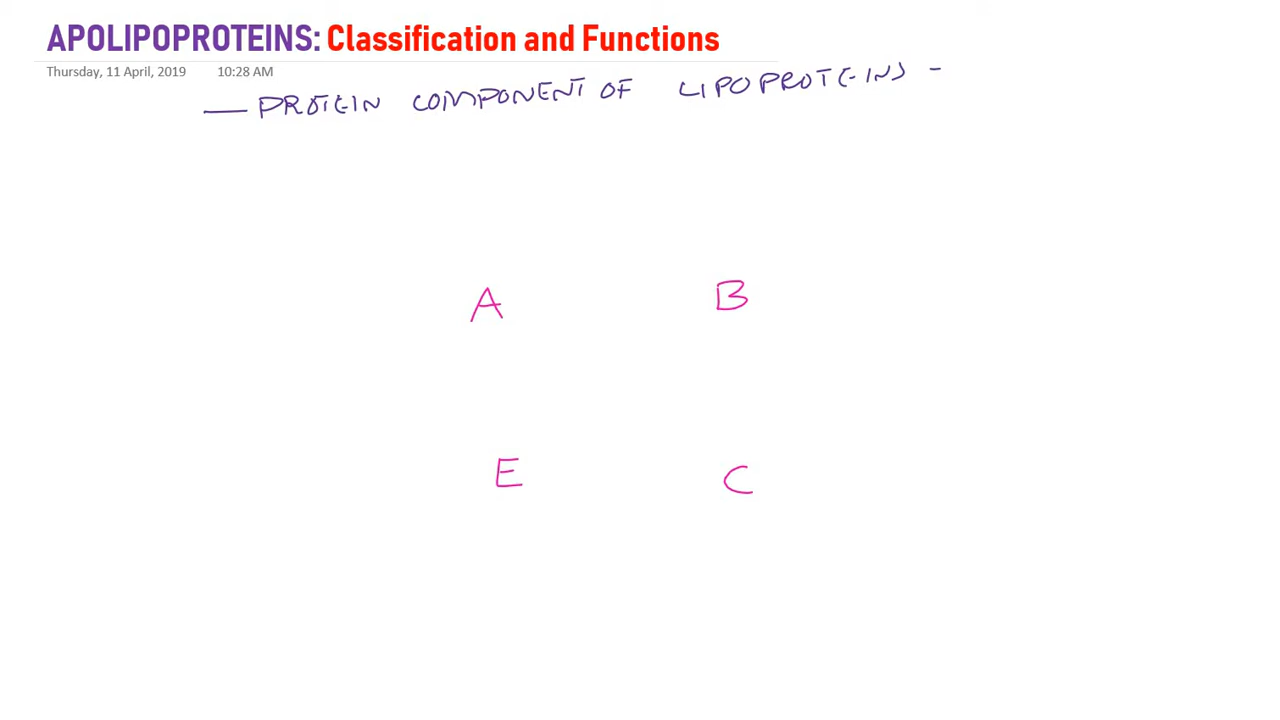 APOLIPOPROTEINS: Classification and Functions
Thursday, 11 April, 2019 10:28 AM
— PROTEIN COMPONENT OF LIPOPROTEINS -
A B
E C